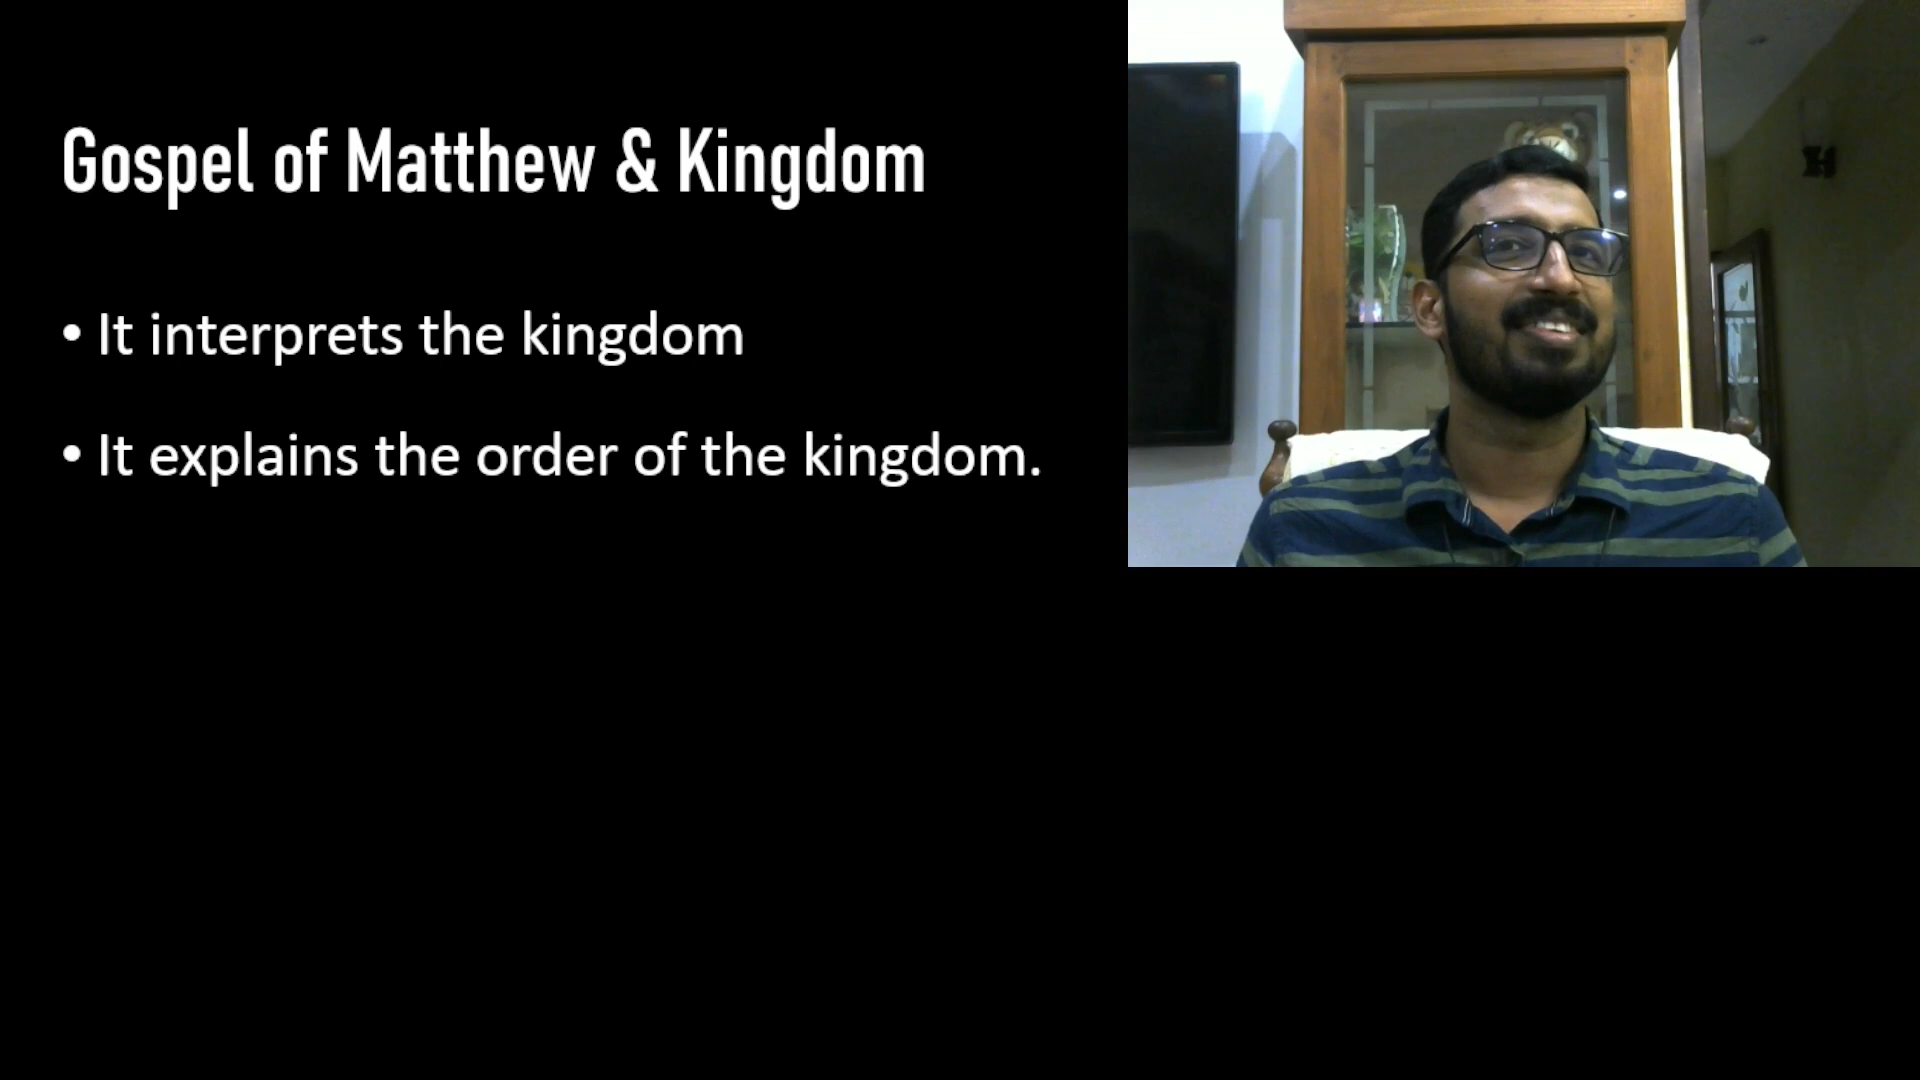 Gospel of Matthew & Kingdom
• It interprets the kingdom
• It explains the order of the kingdom.